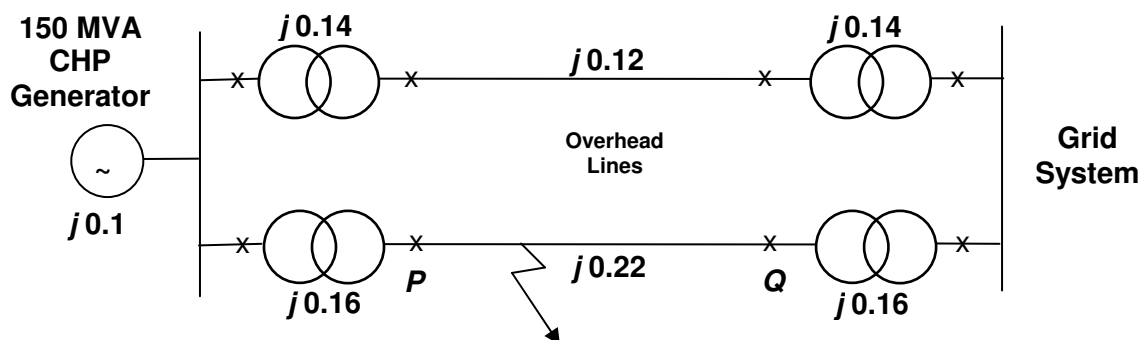 150 MVA
CHP
Generator
~
j 0.1
j 0.14
j 0.12
j 0.14
x
x
x
x
Overhead
Lines
Grid
System
x
x
x
x
j 0.16
P
j 0.22
Q
j 0.16